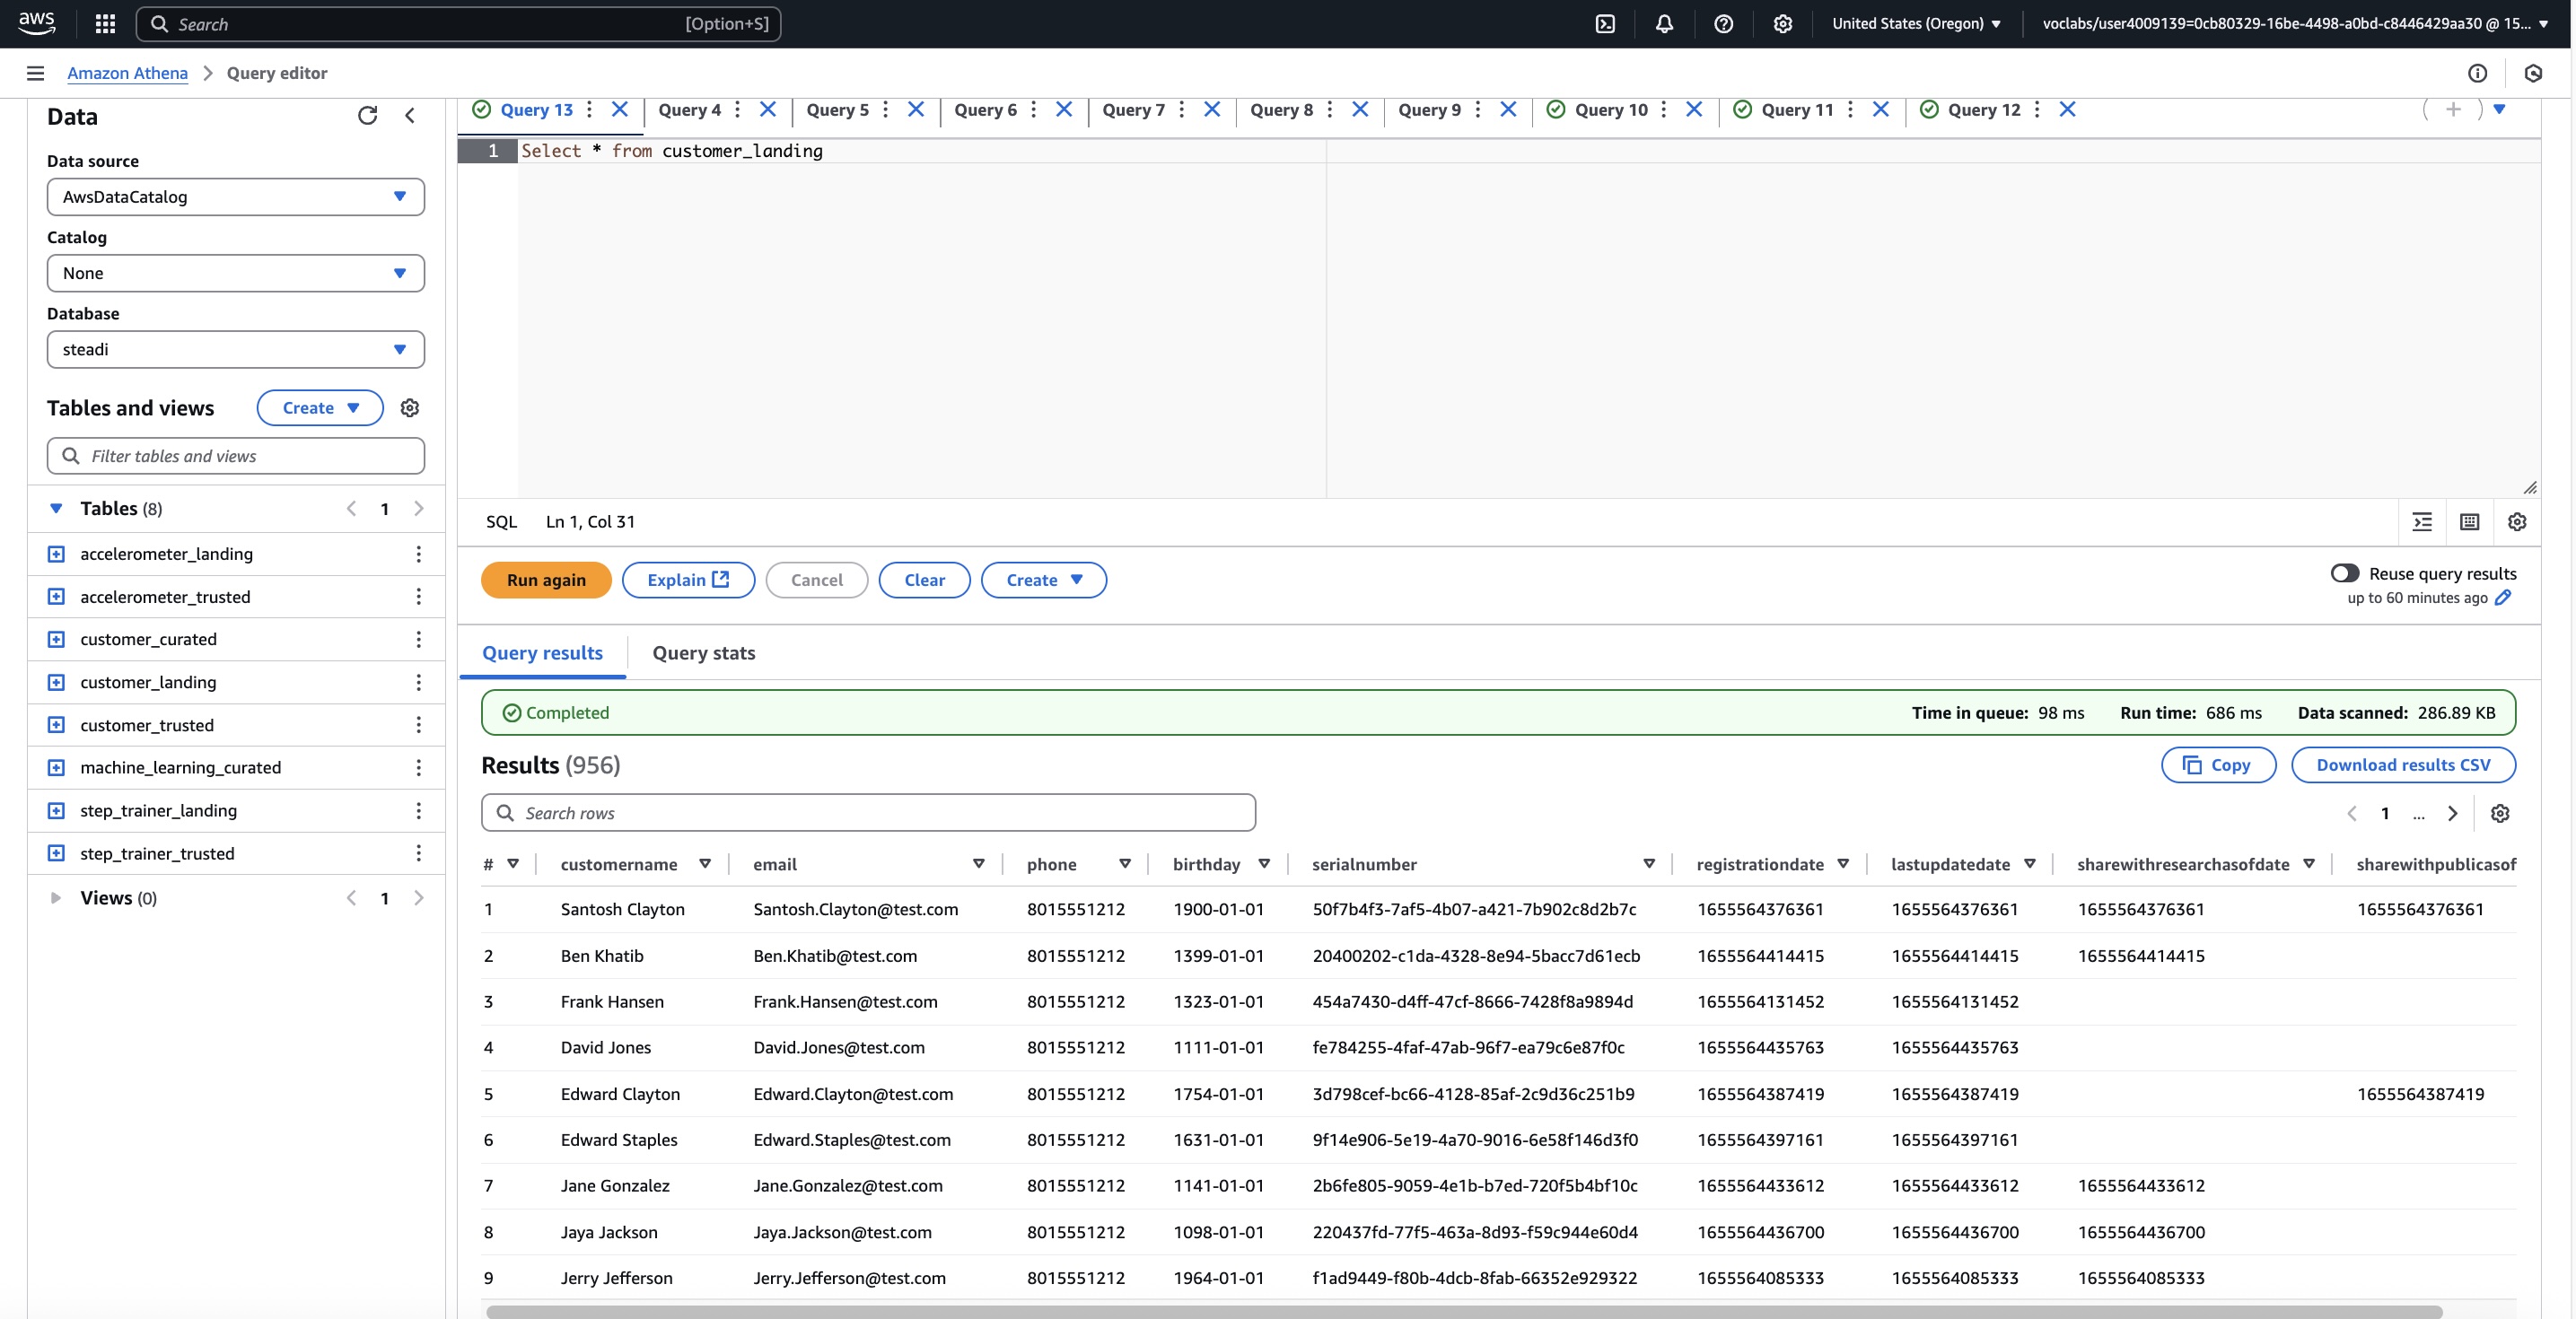 aws Search [Option+S] United States (Oregon) voclabs/user4009139=0cb80329-16be-4498-a0bd-c8446429aa30 @ 15...
Amazon Athena Query editor
Data
Data source
AwsDataCatalog
Catalog
None
Database
steadi
Tables and views Create
Filter tables and views
Tables (8) 1
accelerometer_landing
accelerometer_trusted
customer_curated
customer_landing
customer_trusted
machine_learning_curated
step_trainer_landing
step_trainer_trusted
Views (0) 1
Query 13 Query 4 Query 5 Query 6 Query 7 Query 8 Query 9 Query 10 Query 11 Query 12
1 Select * from customer_landing
SQL Ln 1, Col 31
Run again Explain Cancel Clear Create Reuse query results
up to 60 minutes ago
Query results Query stats
Completed Time in queue: 98 ms Run time: 686 ms Data scanned: 286.89 KB
Results (956) Copy Download results CSV
Search rows 1 ...
# customername email phone birthday serialnumber registrationdate lastupdatedate sharewithresearchasofdate sharewithpublicasof
1 Santosh Clayton Santosh.Clayton@test.com 8015551212 1900-01-01 50f7b4f3-7af5-4b07-a421-7b902c8d2b7c 1655564376361 1655564376361 1655564376361 1655564376361
2 Ben Khatib Ben.Khatib@test.com 8015551212 1399-01-01 20400202-c1da-4328-8e94-5bacc7d61ecb 1655564414415 1655564414415 1655564414415
3 Frank Hansen Frank.Hansen@test.com 8015551212 1323-01-01 454a7430-d4ff-47cf-8666-7428f8a9894d 1655564131452 1655564131452
4 David Jones David.Jones@test.com 8015551212 1111-01-01 fe784255-4faf-47ab-96f7-ea79c6e87f0c 1655564435763 1655564435763
5 Edward Clayton Edward.Clayton@test.com 8015551212 1754-01-01 3d798cef-bc66-4128-85af-2c9d36c251b9 1655564387419 1655564387419 1655564387419
6 Edward Staples Edward.Staples@test.com 8015551212 1631-01-01 9f14e906-5e19-4a70-9016-6e58f146d3f0 1655564397161 1655564397161
7 Jane Gonzalez Jane.Gonzalez@test.com 8015551212 1141-01-01 2b6fe805-9059-4e1b-b7ed-720f5b4bf10c 1655564433612 1655564433612 1655564433612
8 Jaya Jackson Jaya.Jackson@test.com 8015551212 1098-01-01 220437fd-77f5-463a-8d93-f59c944e60d4 1655564436700 1655564436700 1655564436700
9 Jerry Jefferson Jerry.Jefferson@test.com 8015551212 1964-01-01 f1ad9449-f80b-4dcb-8fab-66352e929322 1655564085333 1655564085333 1655564085333